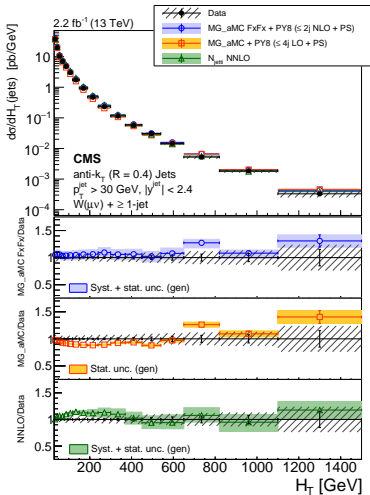 2.2 fb⁻¹ (13 TeV)
Data
MG_aMC FxFx + PY8 (≤ 2j NLO + PS)
MG_aMC + PY8 (≤ 4j LO + PS)
N_jetti NNLO
dσ/dH_T(jets) [pb/GeV]
10
1
10⁻¹
10⁻²
10⁻³
10⁻⁴
CMS
anti-k_T (R = 0.4) Jets
p_T^jet > 30 GeV, |y^jet| < 2.4
W(μν) + ≥ 1-jet
MG_aMC FxFx/Data
1.5
1
0.5
Syst. + stat. unc. (gen)
MG_aMC/Data
1.5
1
0.5
Stat. unc. (gen)
NNLO/Data
1.5
1
0.5
Syst. + stat. unc. (gen)
200 400 600 800 1000 1200 1400
H_T [GeV]